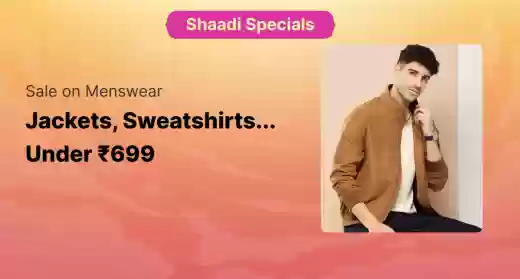 Shaadi Specials
Sale on Menswear
Jackets, Sweatshirts...
Under ₹699